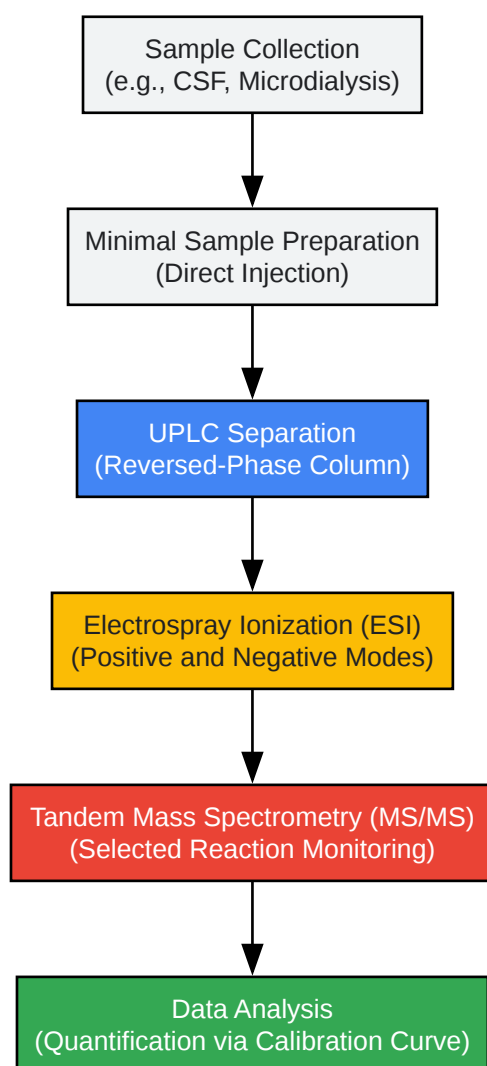 Sample Collection
(e.g., CSF, Microdialysis)
Minimal Sample Preparation
(Direct Injection)
UPLC Separation
(Reversed-Phase Column)
Electrospray Ionization (ESI)
(Positive and Negative Modes)
Tandem Mass Spectrometry (MS/MS)
(Selected Reaction Monitoring)
Data Analysis
(Quantification via Calibration Curve)